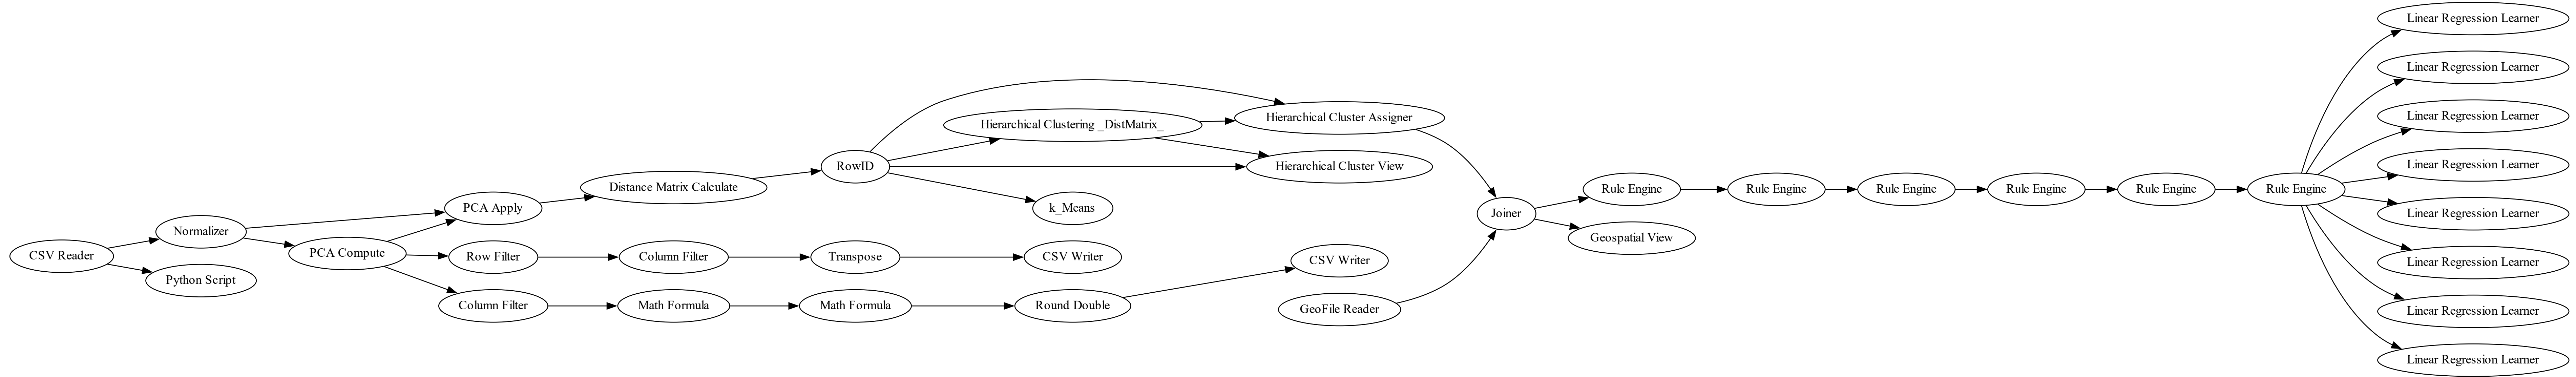 CSV Reader
Normalizer
Python Script
PCA Compute
PCA Apply
Row Filter
Column Filter
Distance Matrix Calculate
Column Filter
Math Formula
RowID
Transpose
Math Formula
Hierarchical Clustering _DistMatrix_
k_Means
CSV Writer
Round Double
Hierarchical Cluster Assigner
Hierarchical Cluster View
CSV Writer
GeoFile Reader
Joiner
Rule Engine
Geospatial View
Rule Engine
Rule Engine
Rule Engine
Rule Engine
Rule Engine
Linear Regression Learner
Linear Regression Learner
Linear Regression Learner
Linear Regression Learner
Linear Regression Learner
Linear Regression Learner
Linear Regression Learner
Linear Regression Learner